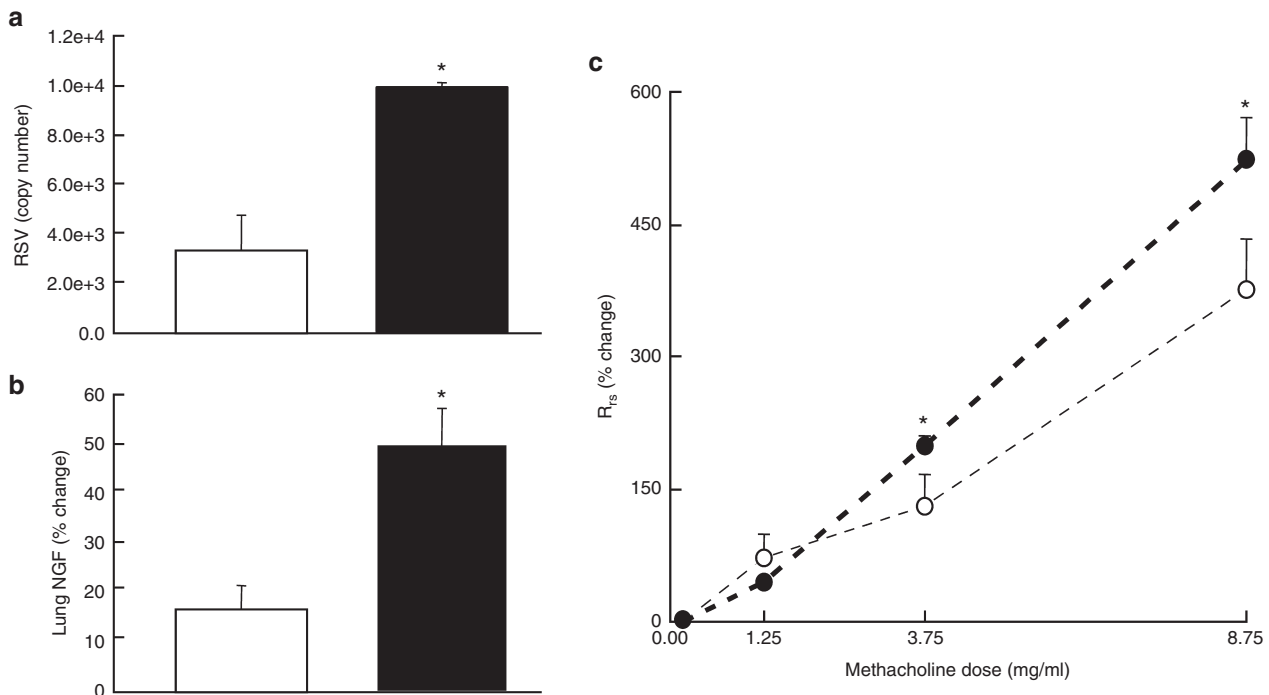 a
1.2e+4
1.0e+4
8.0e+3
6.0e+3
4.0e+3
2.0e+3
0.0
RSV (copy number)
*
b
60
50
40
30
20
10
0
Lung NGF (% change)
*
c
600
450
300
150
0
R_rs (% change)
*
*
0.00 1.25 3.75 8.75
Methacholine dose (mg/ml)